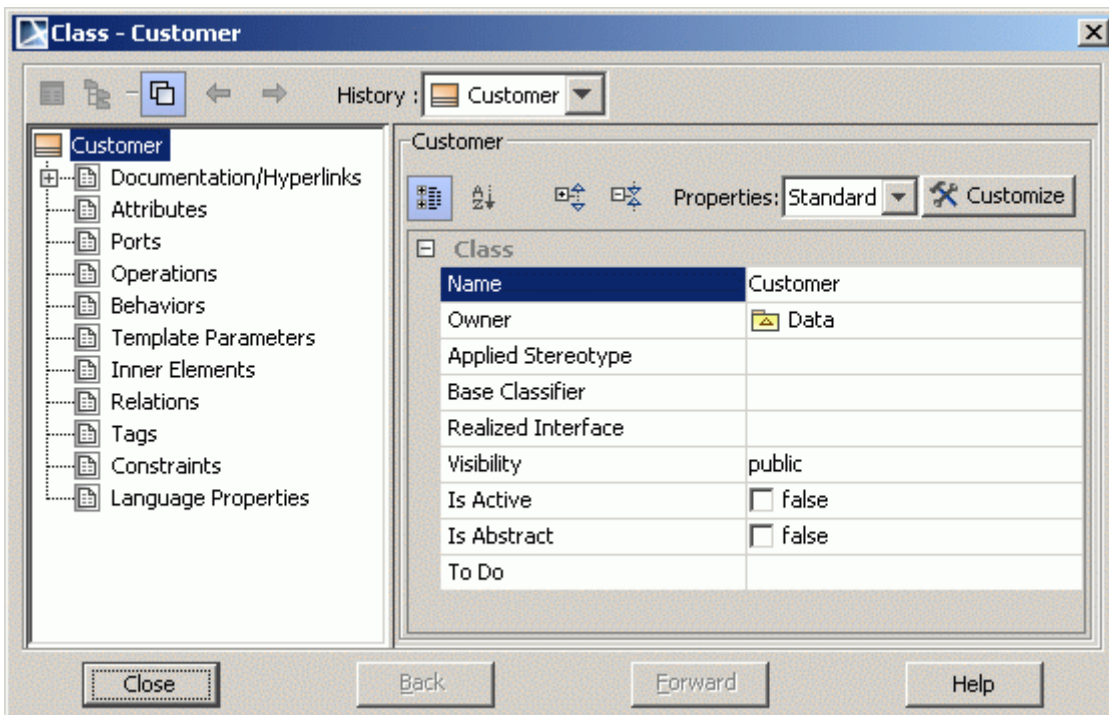 Class - Customer
History : Customer
Customer
Documentation/Hyperlinks
Attributes
Ports
Operations
Behaviors
Template Parameters
Inner Elements
Relations
Tags
Constraints
Language Properties
Customer
Properties: Standard Customize
Class
Name Customer
Owner Data
Applied Stereotype
Base Classifier
Realized Interface
Visibility public
Is Active false
Is Abstract false
To Do
Close Back Forward Help